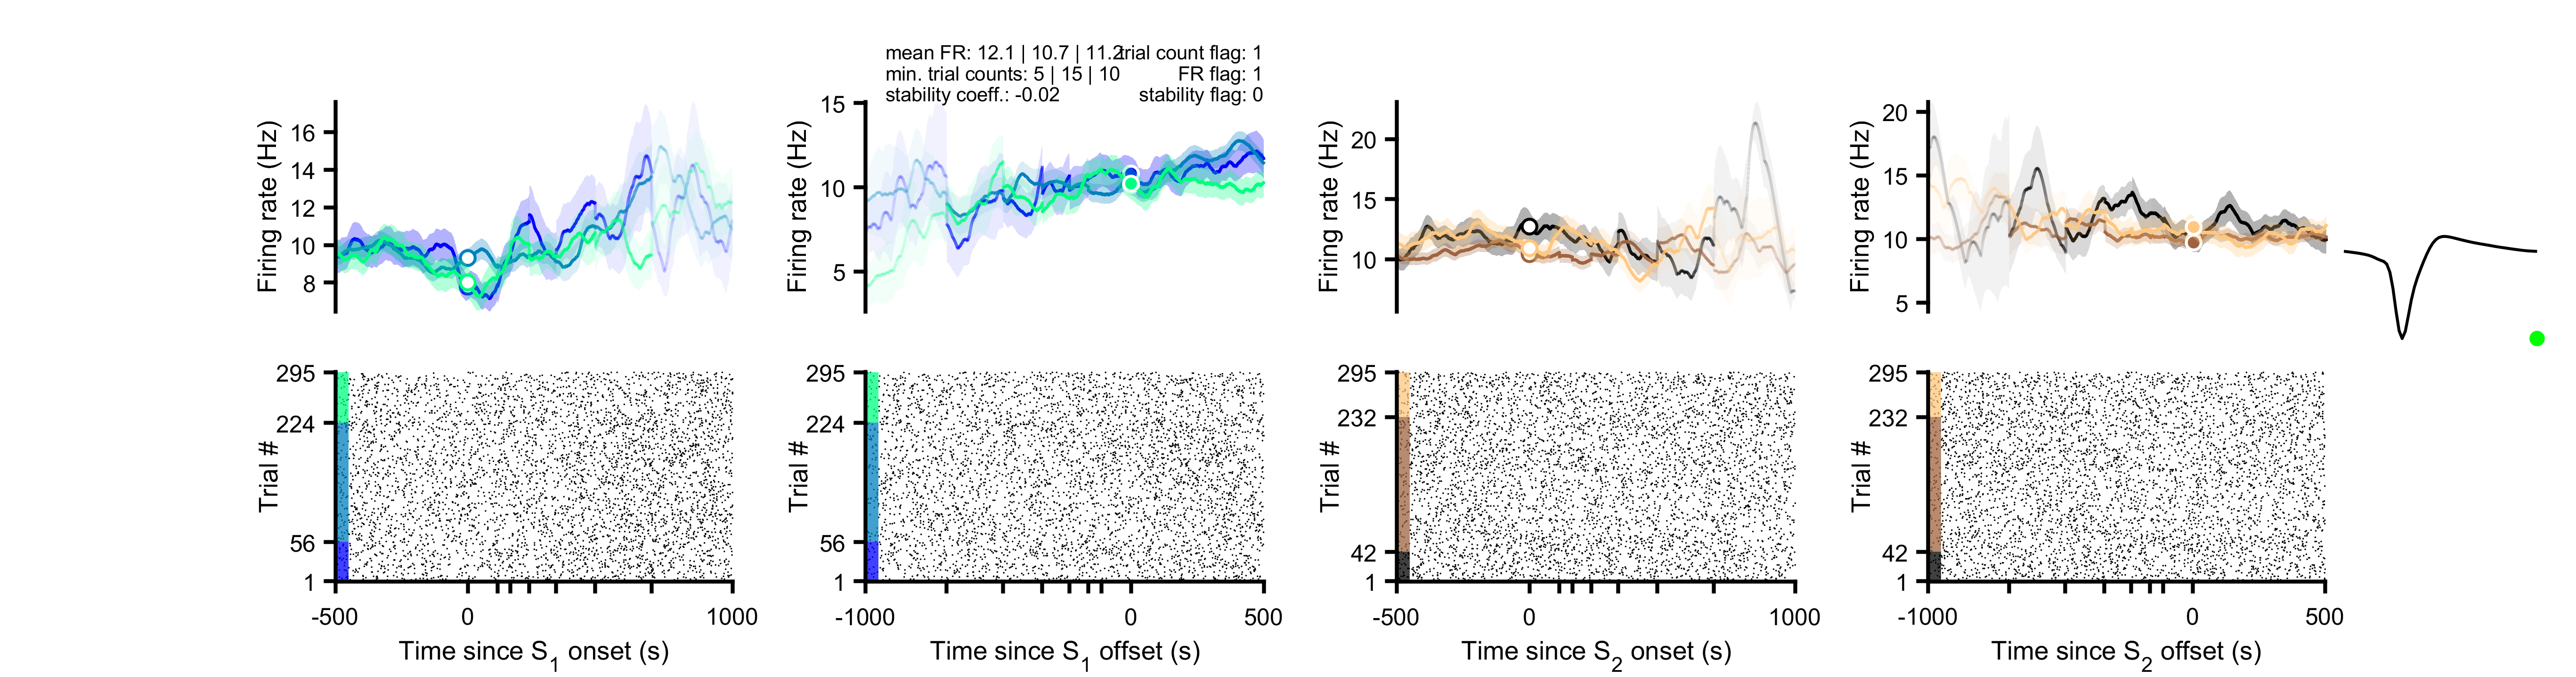 mean FR: 12.1 | 10.7 | 11.2
trial count flag: 1
min. trial counts: 5 | 15 | 10
FR flag: 1
stability coeff.: -0.02
stability flag: 0
Firing rate (Hz)
16
14
12
10
8
Firing rate (Hz)
15
10
5
Firing rate (Hz)
20
15
10
Firing rate (Hz)
20
15
10
5
Trial #
295
224
56
1
-500
0
1000
Time since S1 onset (s)
Trial #
295
224
56
1
-1000
0
500
Time since S1 offset (s)
Trial #
295
232
42
1
-500
0
1000
Time since S2 onset (s)
Trial #
295
232
42
1
-1000
0
500
Time since S2 offset (s)